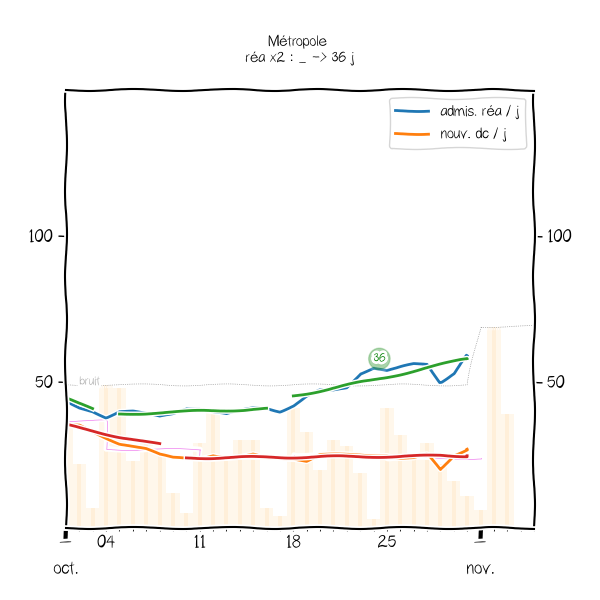 Métropole
réa x2 : _ -> 36 j
admis. réa / j
nouv. dc / j
100
100
36
bruit
50
50
04
11
18
25
oct.
nov.